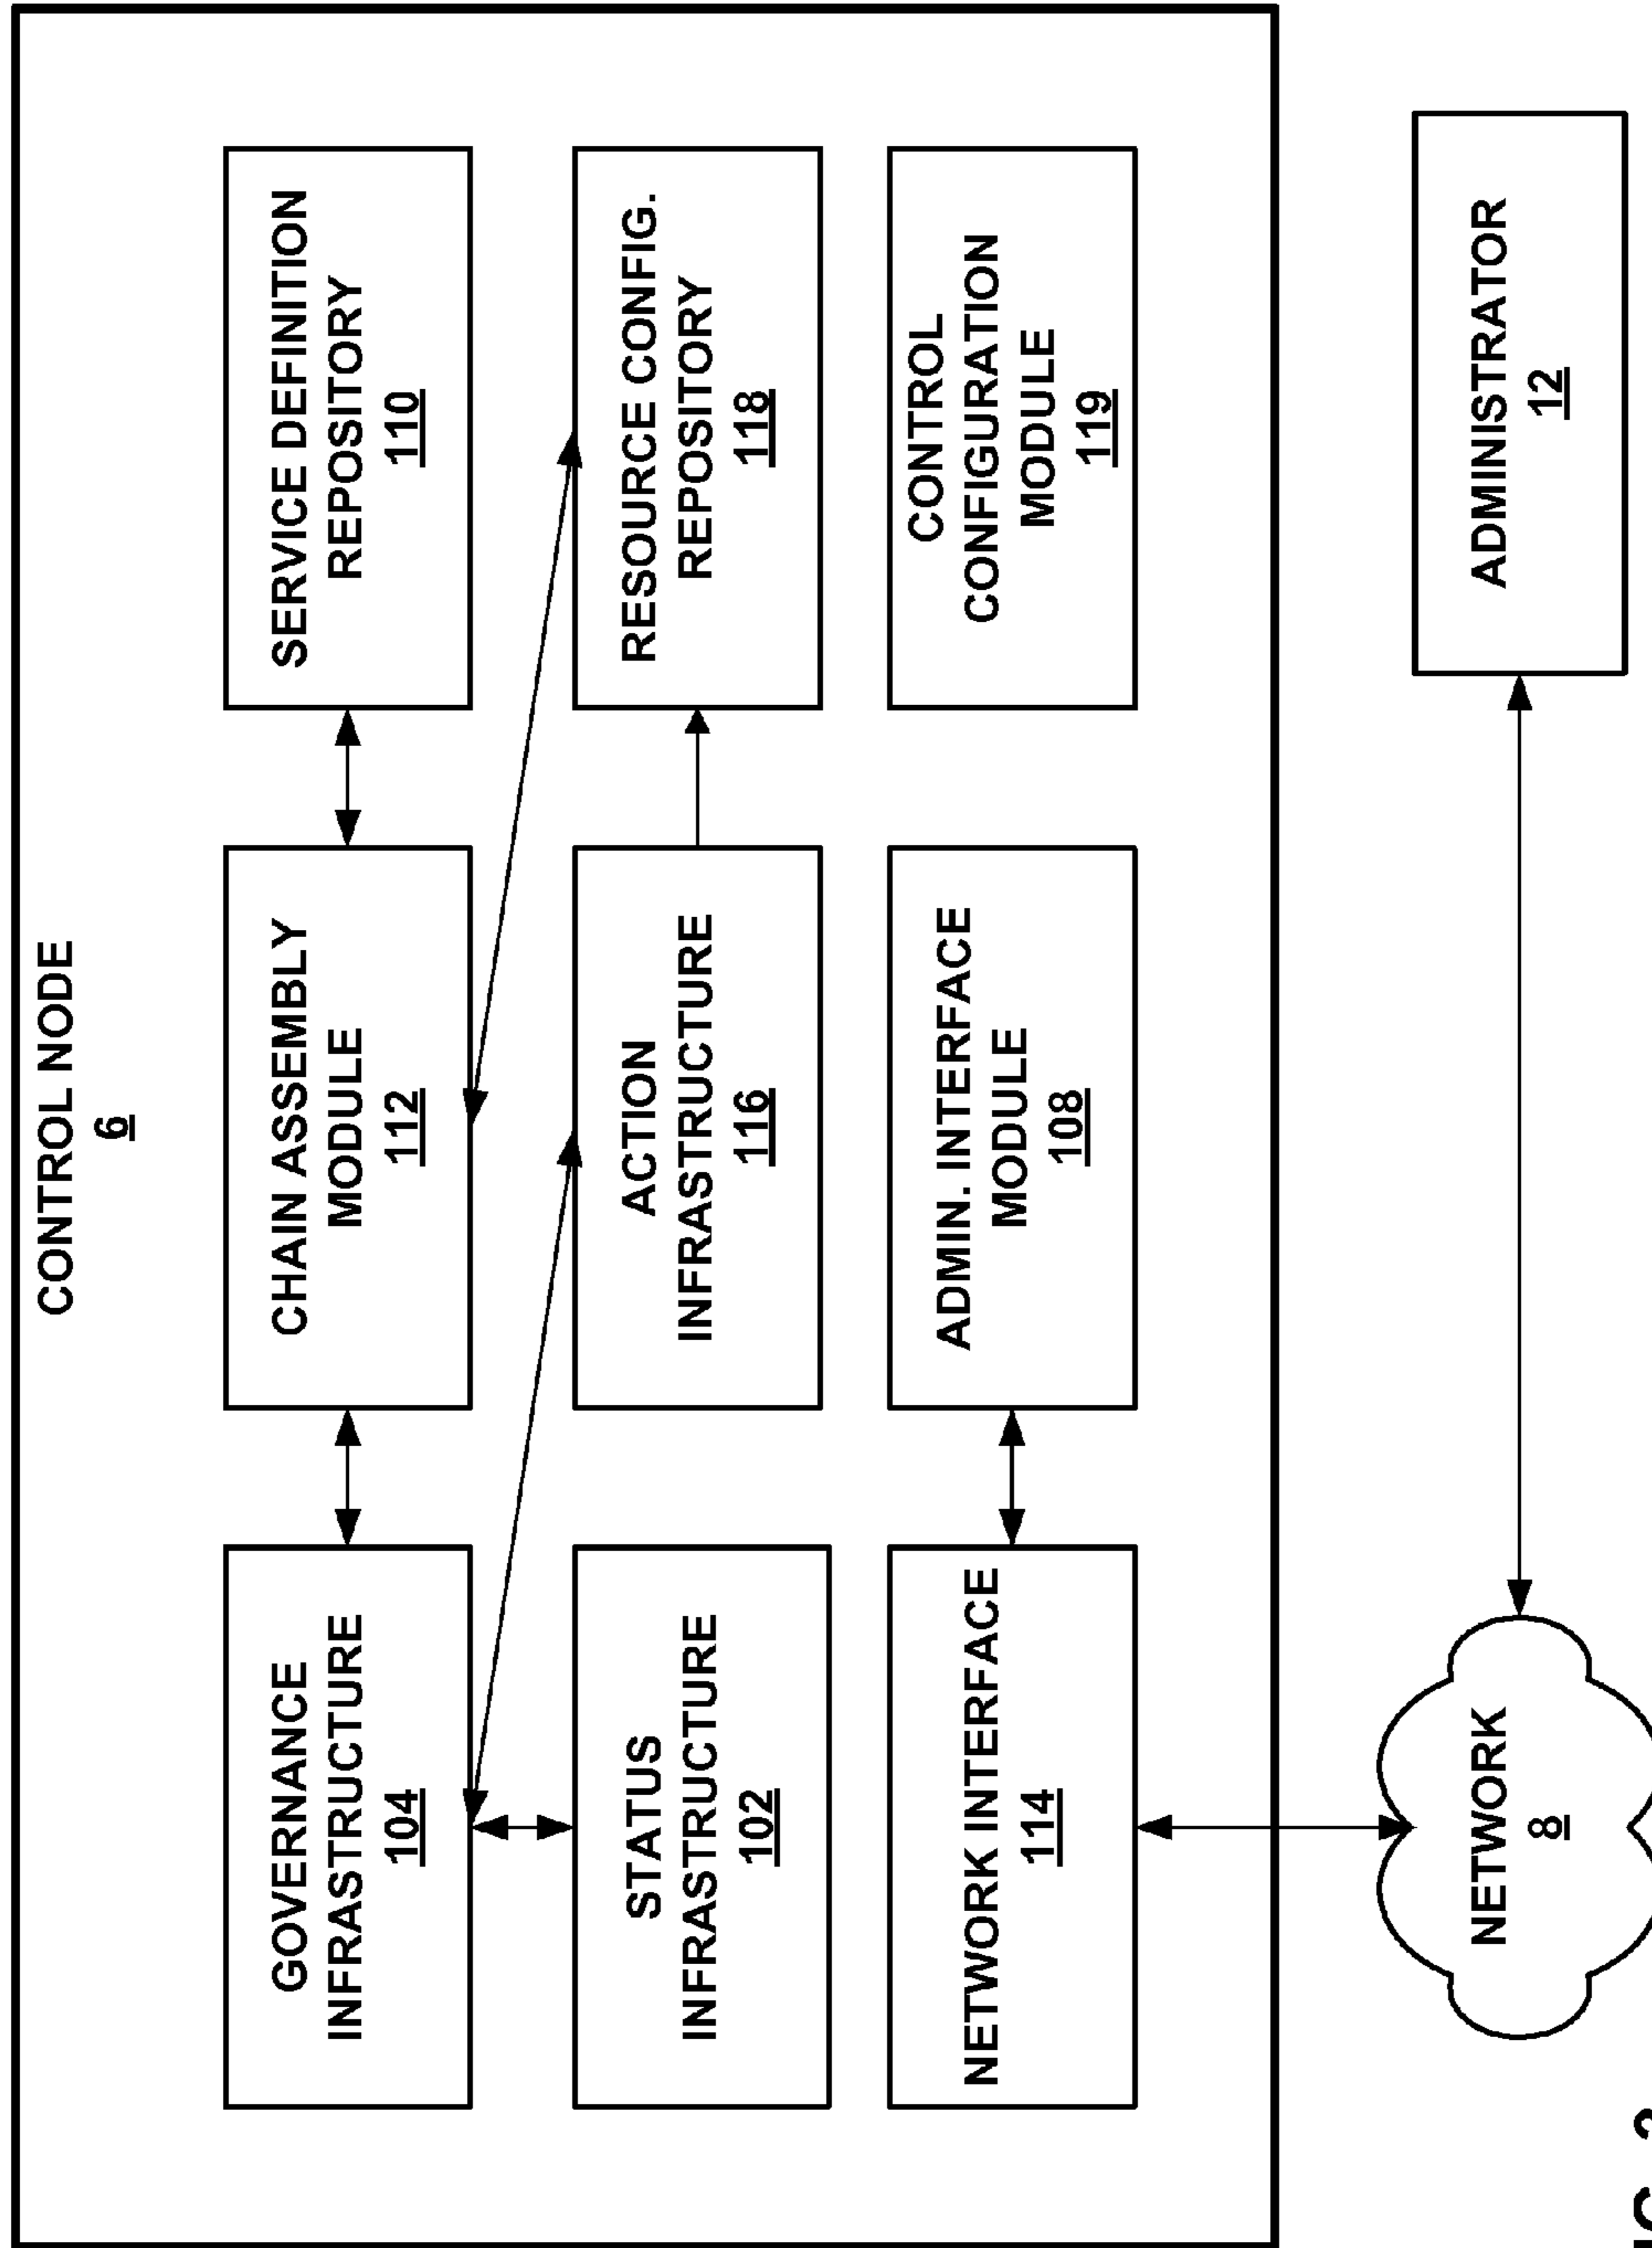 CONTROL NODE
6
GOVERNANCE
INFRASTRUCTURE
104
CHAIN ASSEMBLY
MODULE
112
SERVICE DEFINITION
REPOSITORY
110
STATUS
INFRASTRUCTURE
102
ACTION
INFRASTRUCTURE
116
RESOURCE CONFIG.
REPOSITORY
118
NETWORK INTERFACE
114
ADMIN. INTERFACE
MODULE
108
CONTROL
CONFIGURATION
MODULE
119
NETWORK
8
ADMINISTRATOR
12